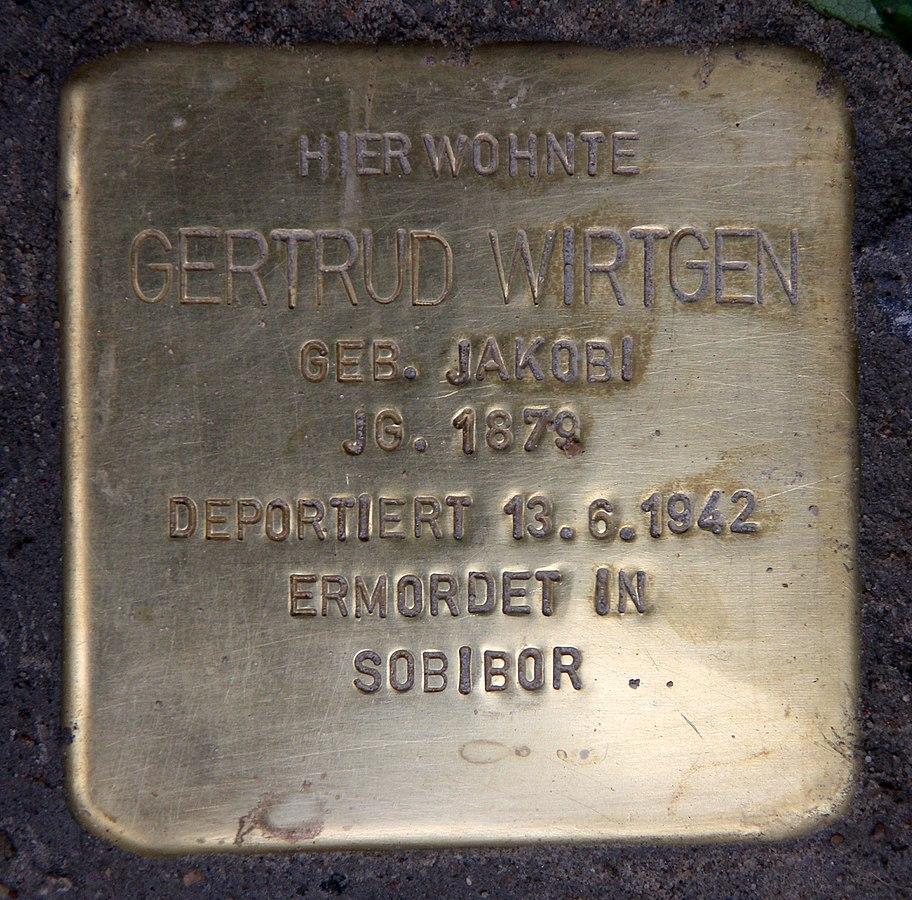 HIER WOHNTE
GERTRUD WIRTGEN
GEB. JAKOBI
JG. 1879
DEPORTIERT 13.6.1942
ERMORDET IN
SOBIBOR